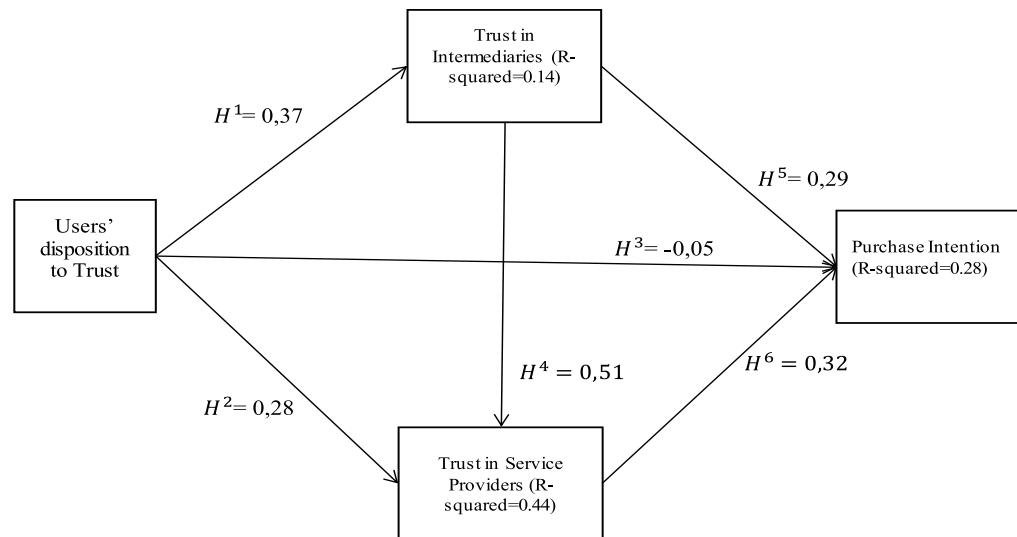 Trust in
Intermediaries (R-
squared=0.14)
H¹= 0,37
H⁵= 0,29
Users’
disposition
to Trust
H³= -0,05
Purchase Intention
(R-squared=0.28)
H⁴ = 0,51
H⁶ = 0,32
H²= 0,28
Trust in Service
Providers (R-
squared=0.44)